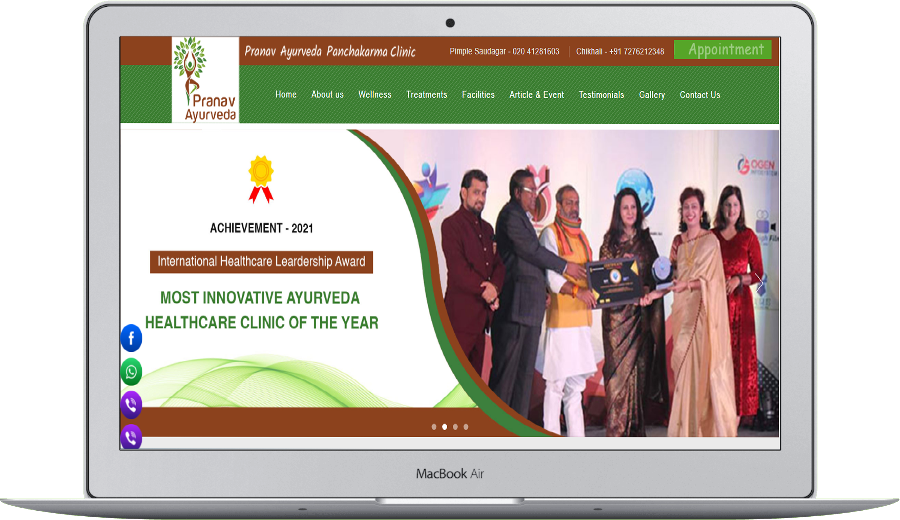 Pranav Ayurveda Panchakarma Clinic
Pimple Saudagar - 020 41281603
Chikhali - +91 7276212348
Appointment
Pranav
Ayurveda
Home
About us
Wellness
Treatments
Facilities
Article & Event
Testimonials
Gallery
Contact Us
ACHIEVEMENT - 2021
International Healthcare Leardership Award
MOST INNOVATIVE AYURVEDA
HEALTHCARE CLINIC OF THE YEAR
OGEN
MacBook Air